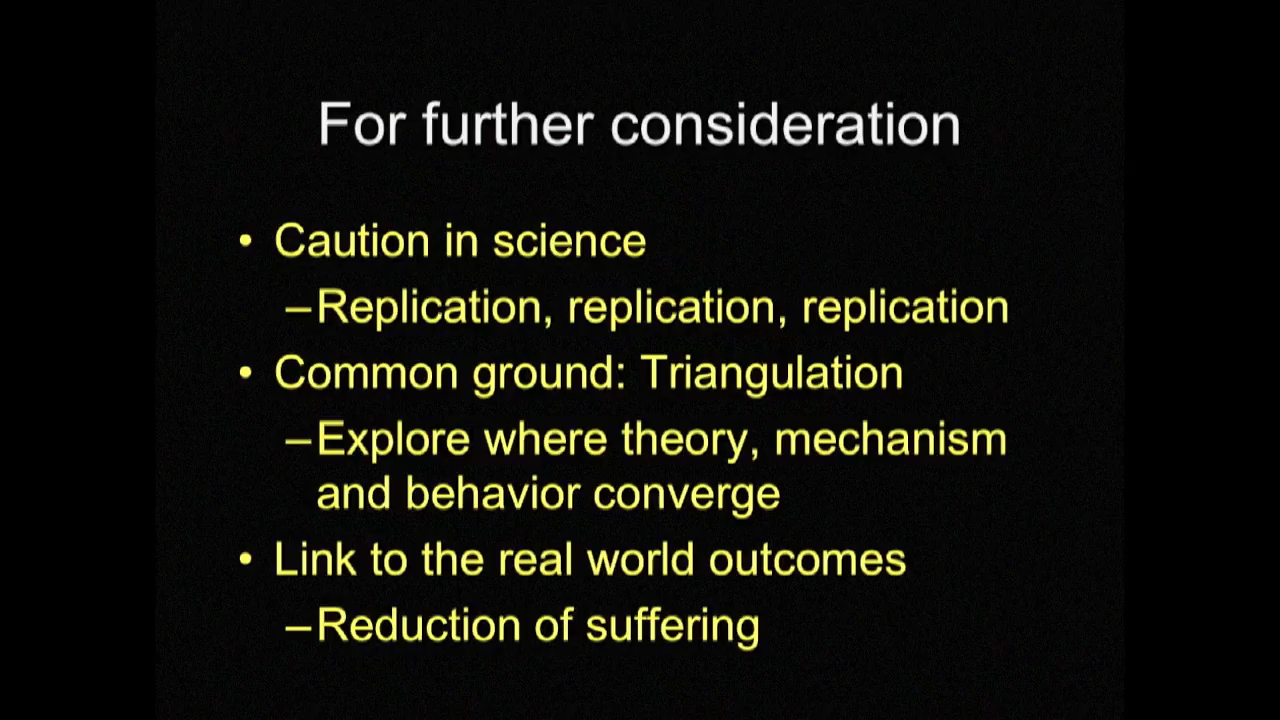 For further consideration
• Caution in science
–Replication, replication, replication
• Common ground: Triangulation
–Explore where theory, mechanism
and behavior converge
• Link to the real world outcomes
–Reduction of suffering